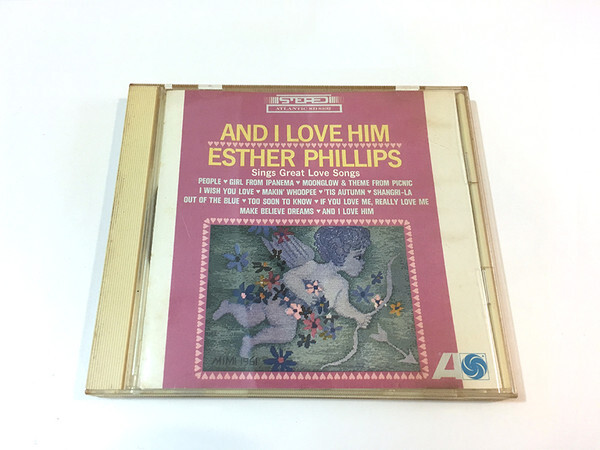 STEREO
AND I LOVE HIM
ESTHER PHILLIPS
Sings Great Love Songs
PEOPLE ♥ GIRL FROM IPANEMA ♥ MOONGLOW & THEME FROM PICNIC
I WISH YOU LOVE ♥ MAKIN' WHOOPEE ♥ 'TIS AUTUMN ♥ SHANGRI-LA
OUT OF THE BLUE ♥ TOO SOON TO KNOW ♥ IF YOU LOVE ME, REALLY LOVE ME
MAKE BELIEVE DREAMS ♥ AND I LOVE HIM